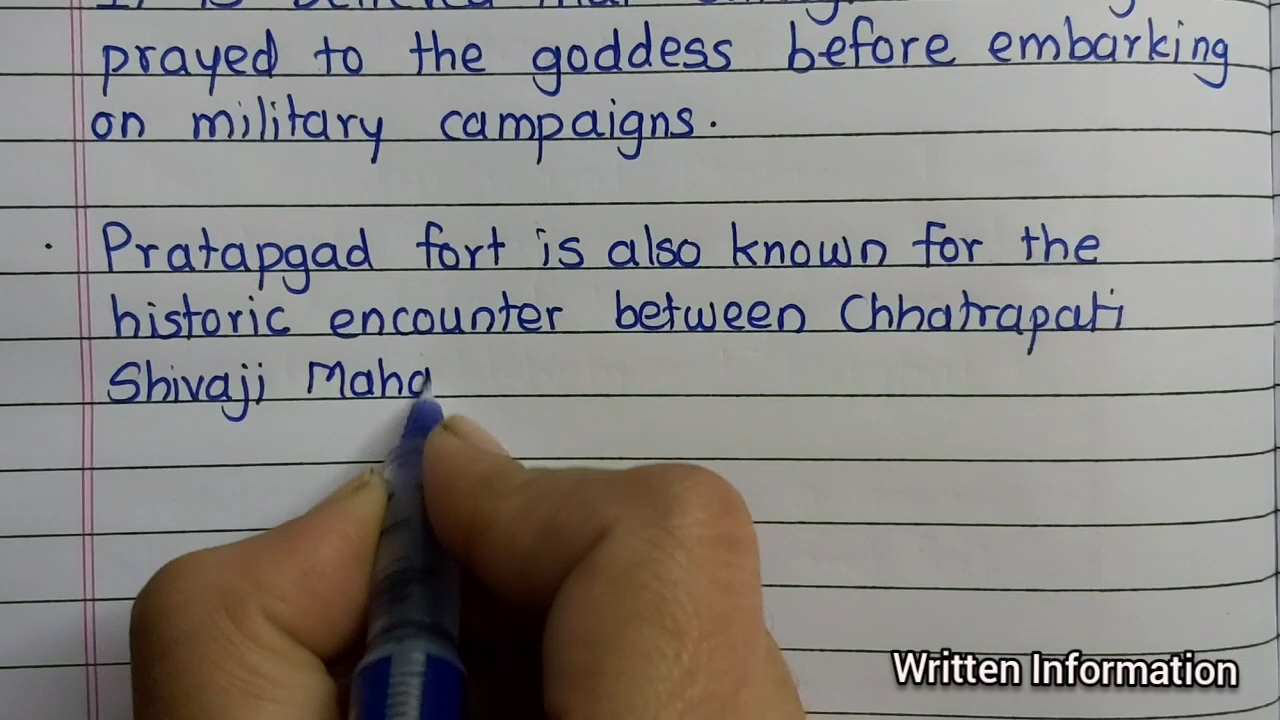 prayed to the goddess before embarking
on military campaigns.
· Pratapgad fort is also known for the
historic encounter between Chhatrapati
Shivaji Maha
Written Information